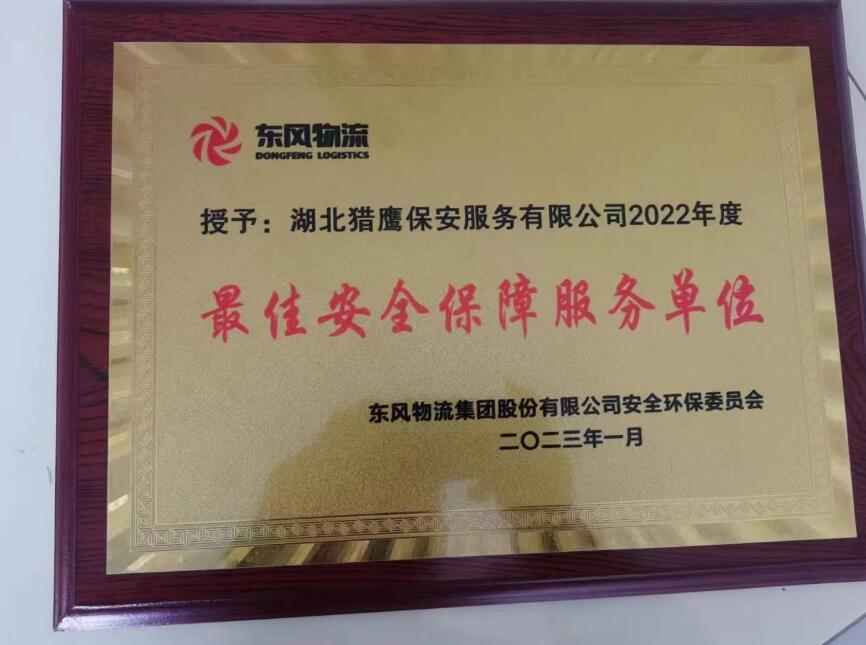 东风物流
DONGFENG LOGISTICS
授予：湖北猎鹰保安服务有限公司2022年度
最佳安全保障服务单位
东风物流集团股份有限公司安全环保委员会
二〇二三年一月